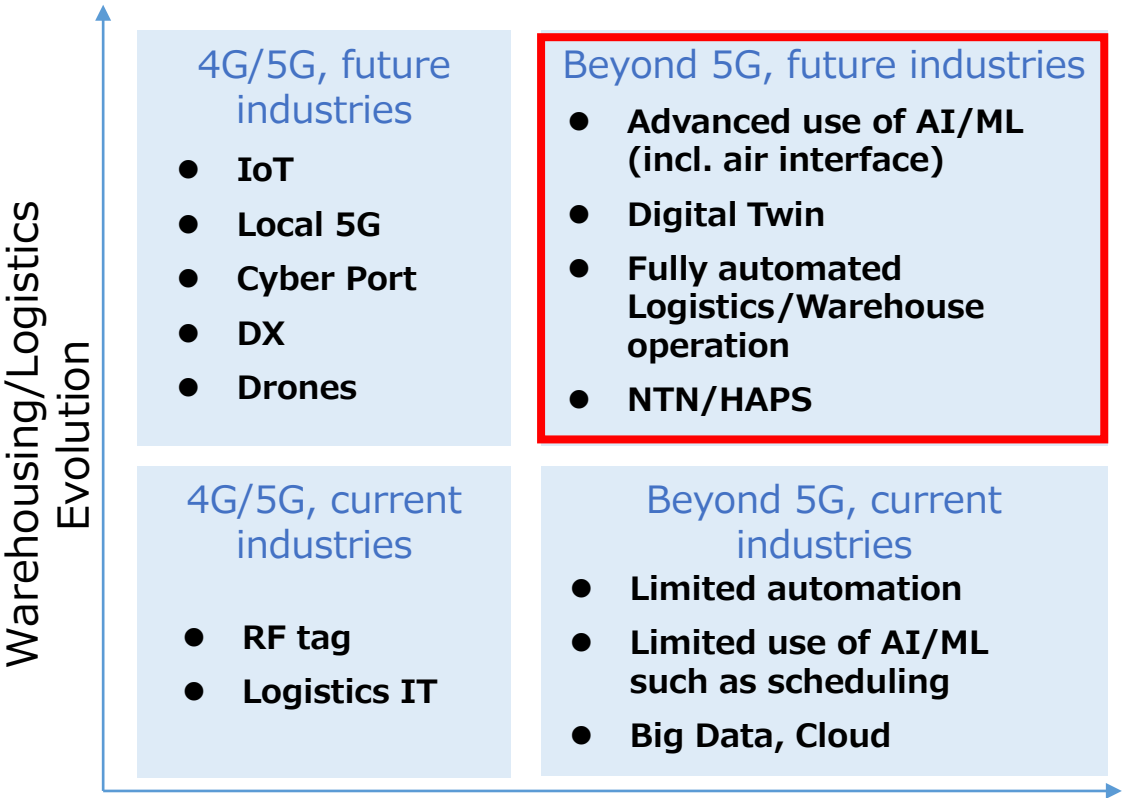 Warehousing/Logistics
Evolution
4G/5G, future
industries
● IoT
● Local 5G
● Cyber Port
● DX
● Drones
Beyond 5G, future industries
● Advanced use of AI/ML
(incl. air interface)
● Digital Twin
● Fully automated
Logistics/Warehouse
operation
● NTN/HAPS
4G/5G, current
industries
● RF tag
● Logistics IT
Beyond 5G, current
industries
● Limited automation
● Limited use of AI/ML
such as scheduling
● Big Data, Cloud